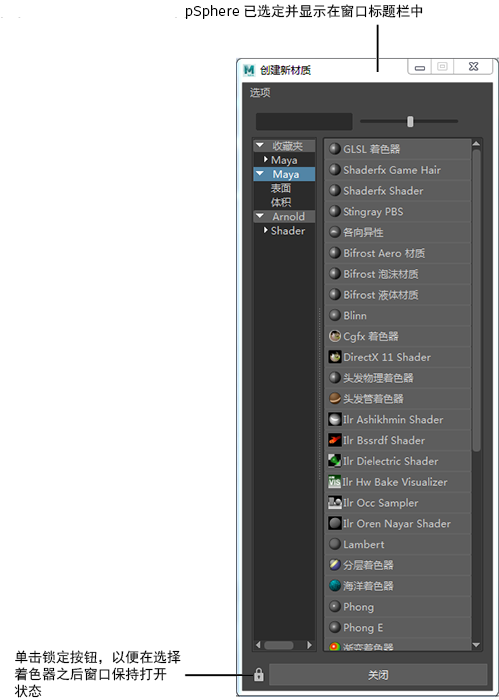 pSphere 已选定并显示在窗口标题栏中
创建新材质
选项
收藏夹
Maya
Maya
表面
体积
Arnold
Shader
GLSL 着色器
Shaderfx Game Hair
Shaderfx Shader
Stingray PBS
各向异性
Bifrost Aero 材质
Bifrost 泡沫材质
Bifrost 液体材质
Blinn
Cgfx 着色器
DirectX 11 Shader
头发物理着色器
头发管着色器
Ilr Ashikhmin Shader
Ilr Bssrdf Shader
Ilr Dielectric Shader
Ilr Hw Bake Visualizer
Ilr Occ Sampler
Ilr Oren Nayar Shader
Lambert
分层着色器
海洋着色器
Phong
Phong E
渐变着色器
单击锁定按钮，以便在选择
着色器之后窗口保持打开
状态
关闭